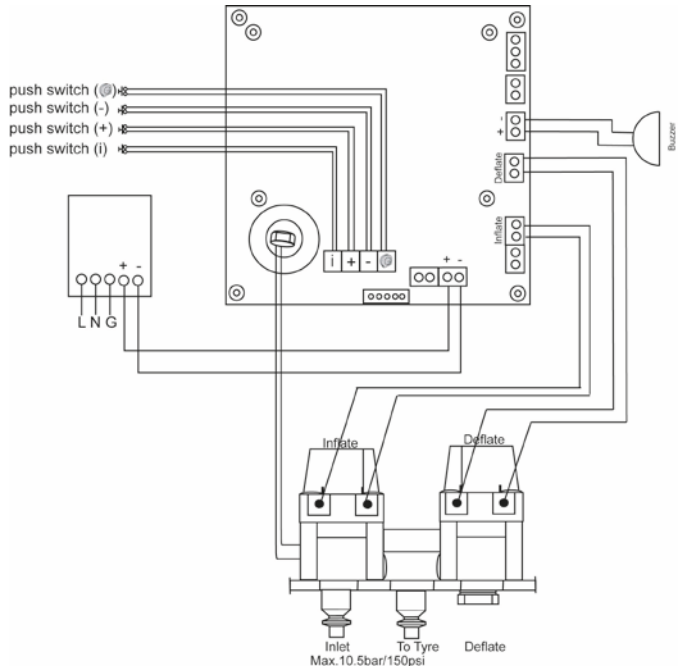 push switch (@)
push switch (-)
push switch (+)
push switch (i)
-
+
Buzzer
Deflate
Inflate
i + -
+ -
+ -
L N G
Inflate
Deflate
Inlet
To Tyre
Deflate
Max.10.5bar/150psi